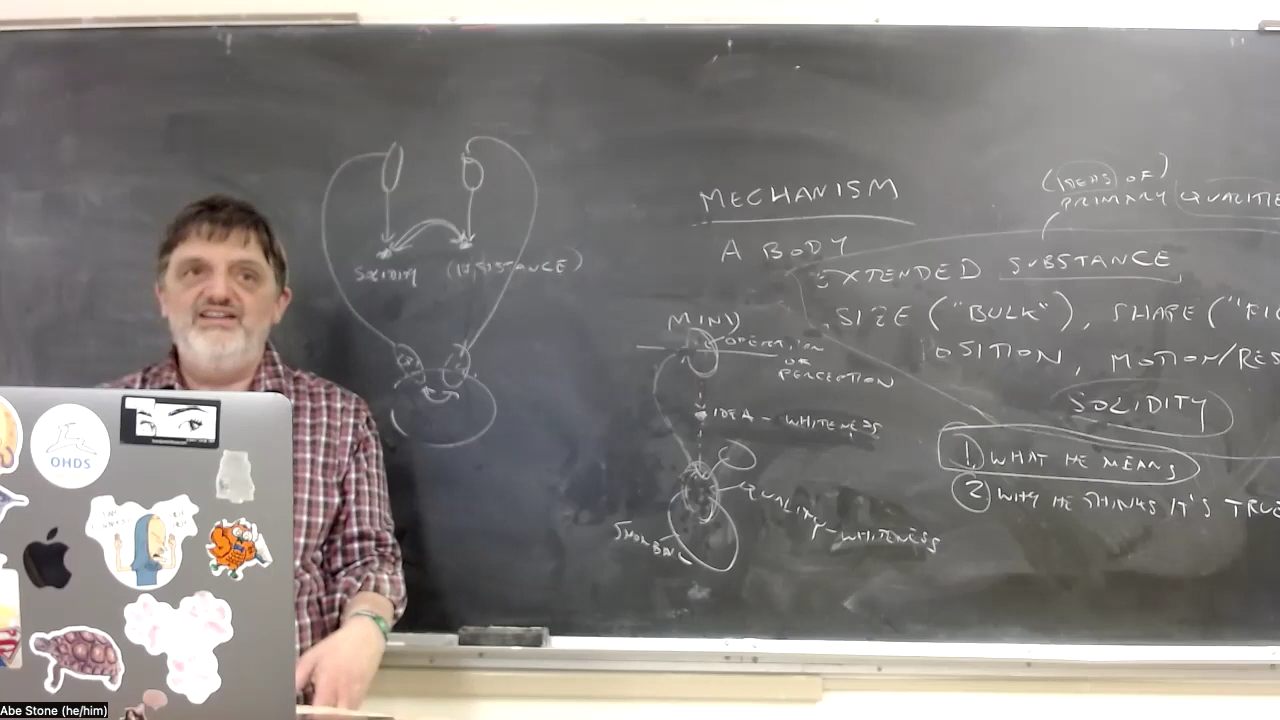 MECHANISM
A BODY
(IDEAS OF)
PRIMARY QUALITIE
EXTENDED SUBSTANCE
SIZE ("BULK"), SHAPE ("FIG
POSITION, MOTION/RES
SOLIDITY
1. WHAT HE MEANS
2 WHY HE THINKS IT'S TRUE
SOLIDITY (RESISTANCE)
MIND
OPERATION
OR
PERCEPTION
IDEA - WHITENESS
QUALITY - WHITENESS
SNOWBALL
OHDS
Abe Stone (he/him)